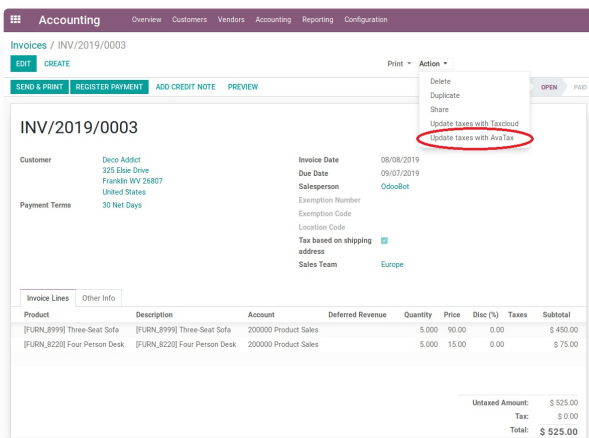 Accounting Overview Customers Vendors Accounting Reporting Configuration
Invoices / INV/2019/0003
EDIT CREATE Print Action
SEND & PRINT REGISTER PAYMENT ADD CREDIT NOTE PREVIEW OPEN PAID
Delete
Duplicate
Share
Update taxes with Taxcloud
Update taxes with AvaTax
INV/2019/0003
Customer Deco Addict Invoice Date 08/08/2019
325 Elsie Drive Due Date 09/07/2019
Franklin WV 26807
United States Salesperson OdooBot
Payment Terms 30 Net Days Exemption Number
Exemption Code
Location Code
Tax based on shipping
address
Sales Team Europe
Invoice Lines Other Info
Product Description Account Deferred Revenue Quantity Price Disc (%) Taxes Subtotal
[FURN_8999] Three-Seat Sofa [FURN_8999] Three-Seat Sofa 200000 Product Sales 5.000 90.00 0.00 $ 450.00
[FURN_8220] Four Person Desk [FURN_8220] Four Person Desk 200000 Product Sales 5.000 15.00 0.00 $ 75.00
Untaxed Amount: $ 525.00
Tax: $ 0.00
Total: $ 525.00